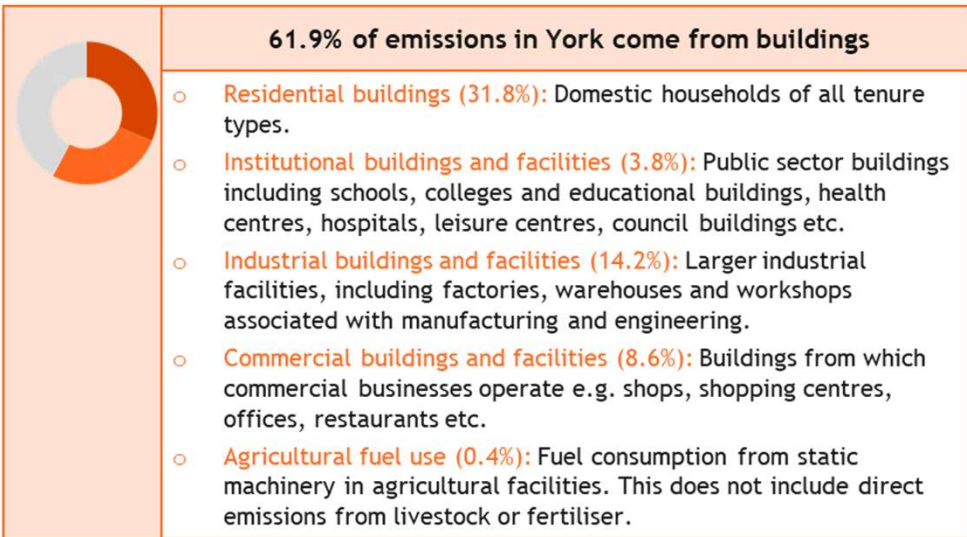 61.9% of emissions in York come from buildings
o Residential buildings (31.8%): Domestic households of all tenure
types.
o Institutional buildings and facilities (3.8%): Public sector buildings
including schools, colleges and educational buildings, health
centres, hospitals, leisure centres, council buildings etc.
o Industrial buildings and facilities (14.2%): Larger industrial
facilities, including factories, warehouses and workshops
associated with manufacturing and engineering.
o Commercial buildings and facilities (8.6%): Buildings from which
commercial businesses operate e.g. shops, shopping centres,
offices, restaurants etc.
o Agricultural fuel use (0.4%): Fuel consumption from static
machinery in agricultural facilities. This does not include direct
emissions from livestock or fertiliser.